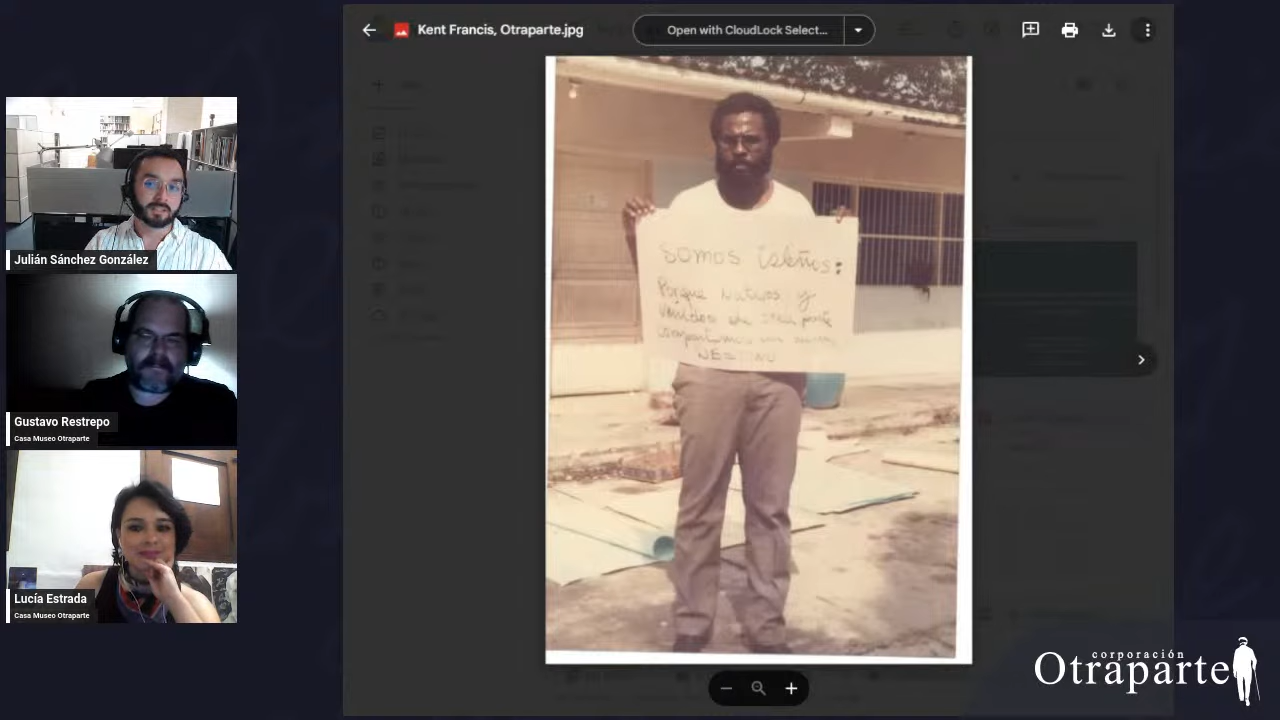 Kent Francis, Otraparte.jpg
Open with CloudLock Select...
Julián Sánchez González
Gustavo Restrepo
Casa Museo Otraparte
Lucía Estrada
Casa Museo Otraparte
SOMOS isleños:
Porque nativos y
venidos de otra parte
compartimos un mismo
corporación
Otraparte